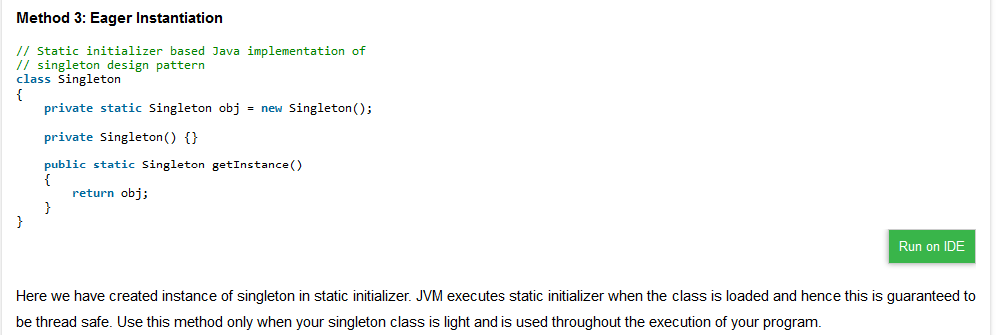 Method 3: Eager Instantiation
// Static initializer based Java implementation of
// singleton design pattern
class Singleton
{
    private static Singleton obj = new Singleton();
    private Singleton() {}
    public static Singleton getInstance()
    {
        return obj;
    }
}
Run on IDE
Here we have created instance of singleton in static initializer. JVM executes static initializer when the class is loaded and hence this is guaranteed to
be thread safe. Use this method only when your singleton class is light and is used throughout the execution of your program.